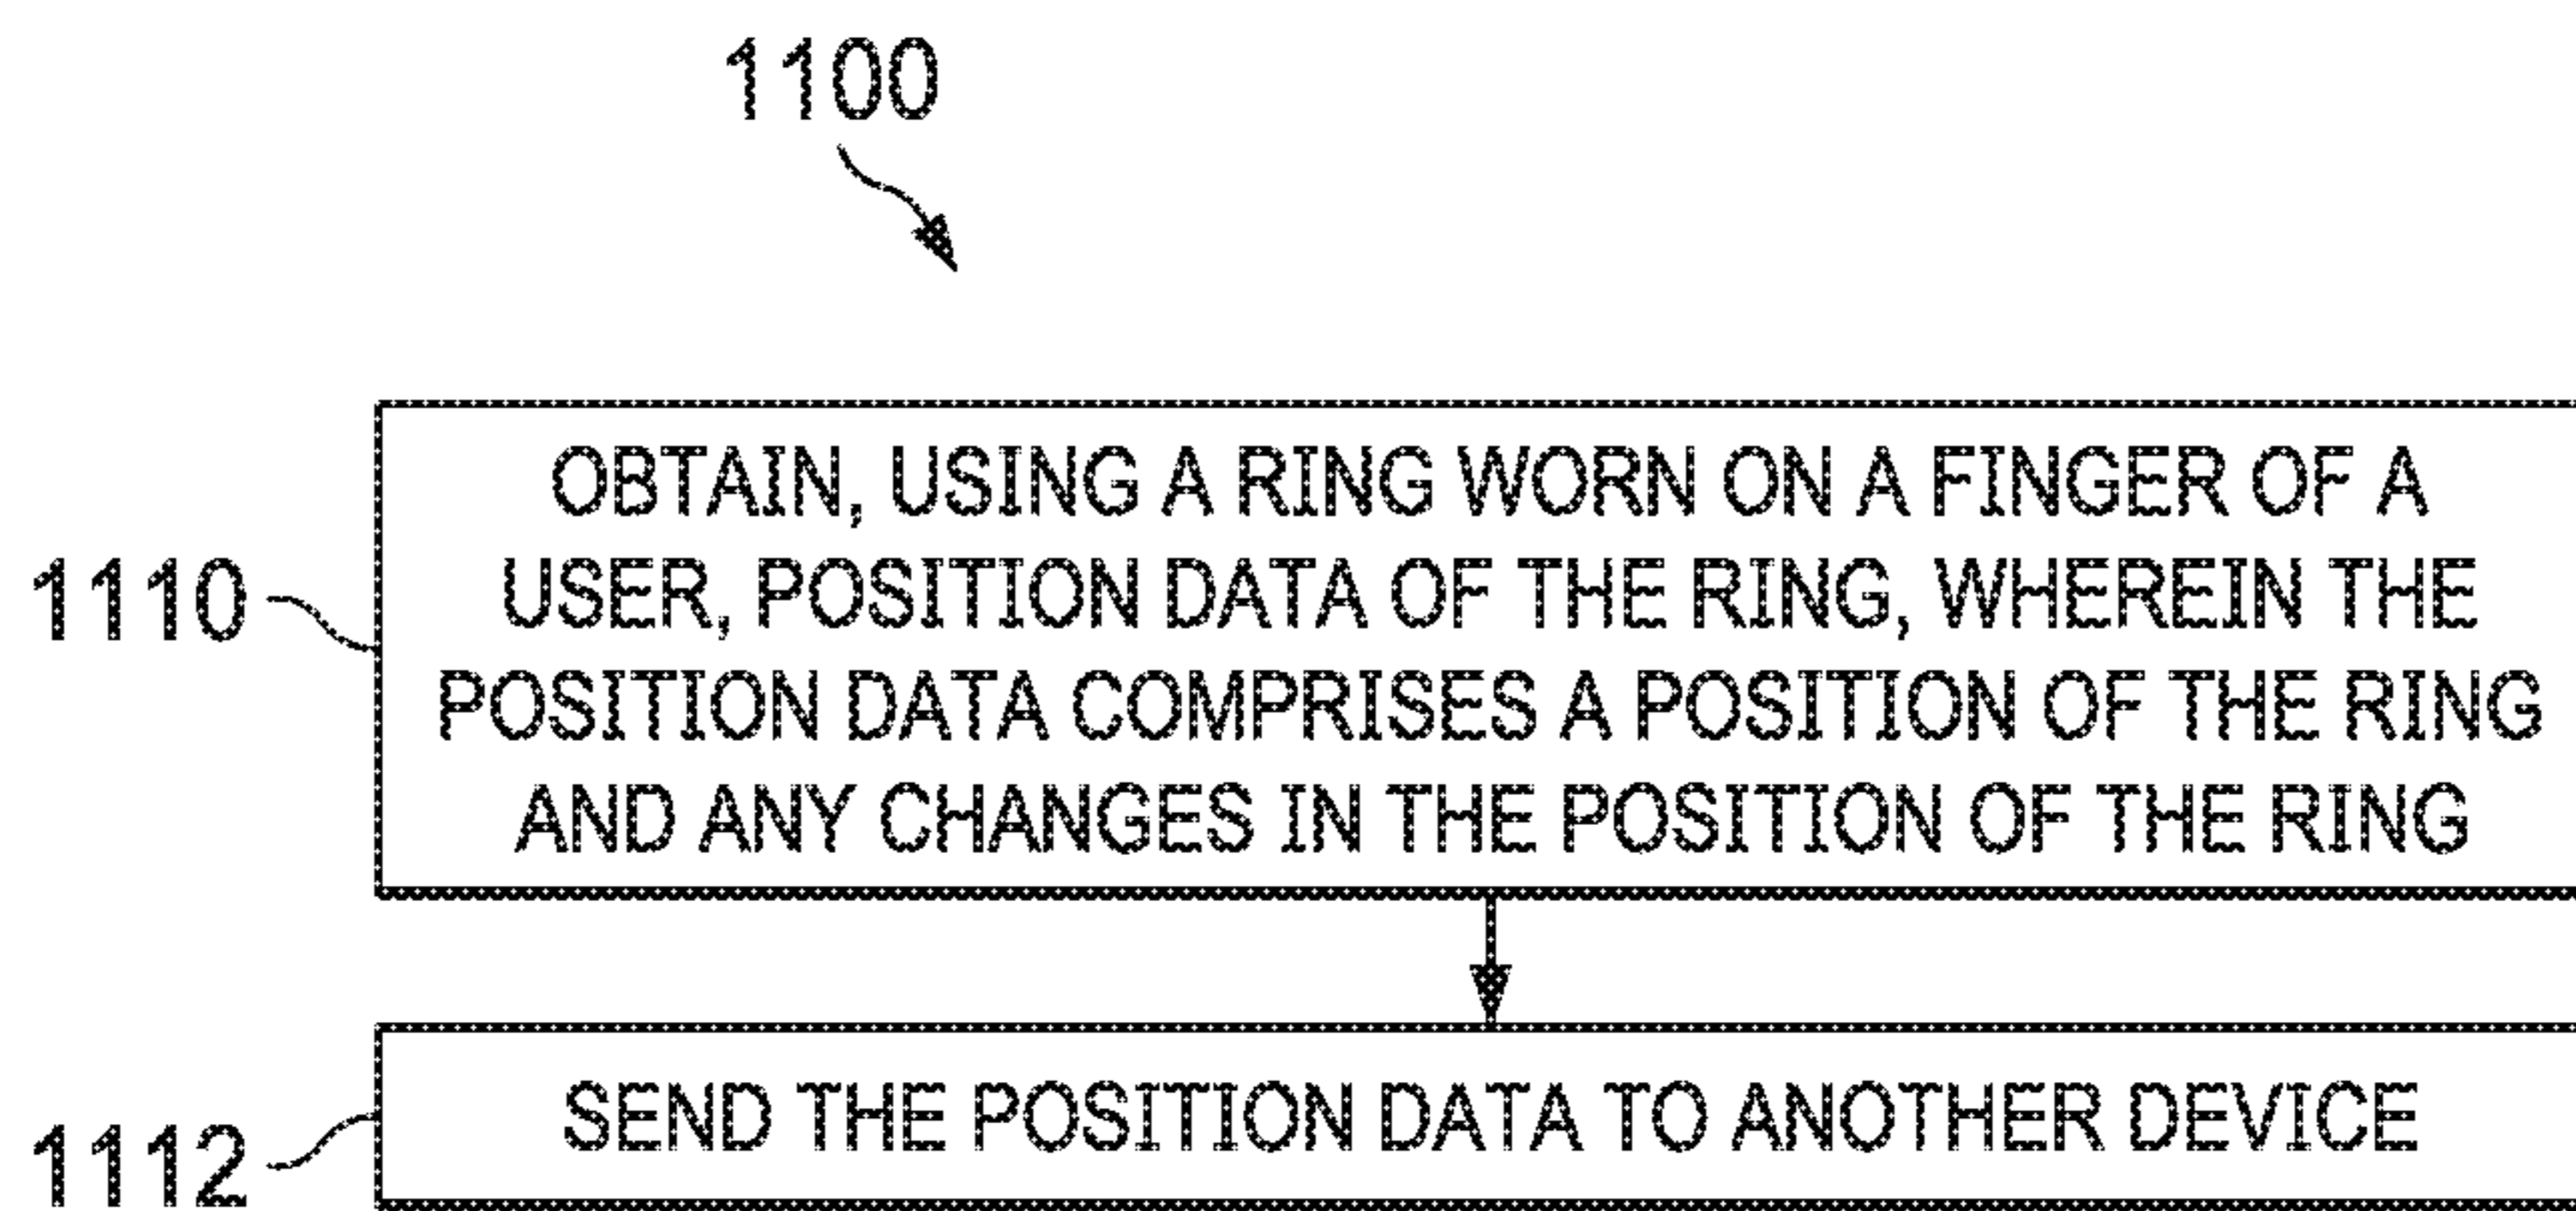 1100
1110
OBTAIN, USING A RING WORN ON A FINGER OF A
USER, POSITION DATA OF THE RING, WHEREIN THE
POSITION DATA COMPRISES A POSITION OF THE RING
AND ANY CHANGES IN THE POSITION OF THE RING
1112
SEND THE POSITION DATA TO ANOTHER DEVICE